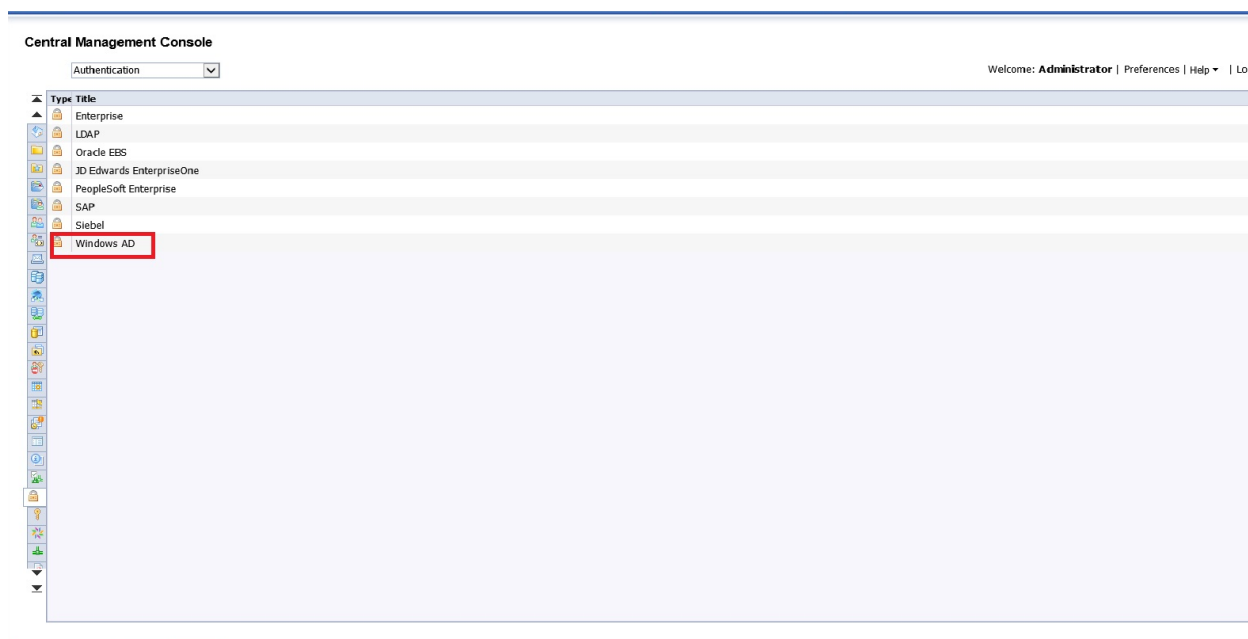 Central Management Console
Authentication
Welcome: Administrator | Preferences | Help | Lo
Type Title
Enterprise
LDAP
Oracle EBS
JD Edwards EnterpriseOne
PeopleSoft Enterprise
SAP
Siebel
Windows AD